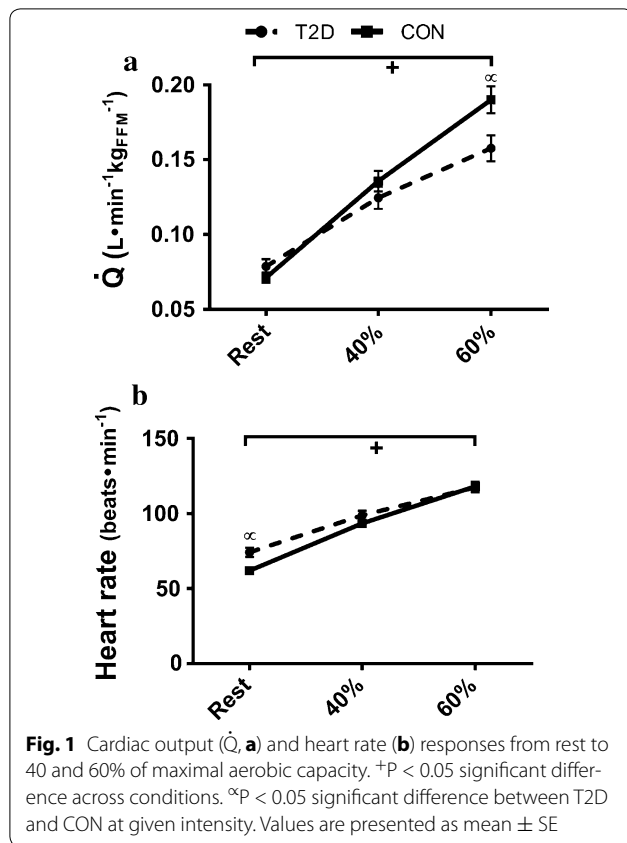 T2D CON
a
+
∝
0.20
0.15
0.10
0.05
Q̇ (L•min⁻¹kg_FFM⁻¹)
Rest 40% 60%
b
+
∝
150
100
50
0
Heart rate (beats•min⁻¹)
Rest 40% 60%
Fig. 1 Cardiac output (Q̇, a) and heart rate (b) responses from rest to
40 and 60% of maximal aerobic capacity. ⁺P < 0.05 significant differ-
ence across conditions. ∝P < 0.05 significant difference between T2D
and CON at given intensity. Values are presented as mean ± SE